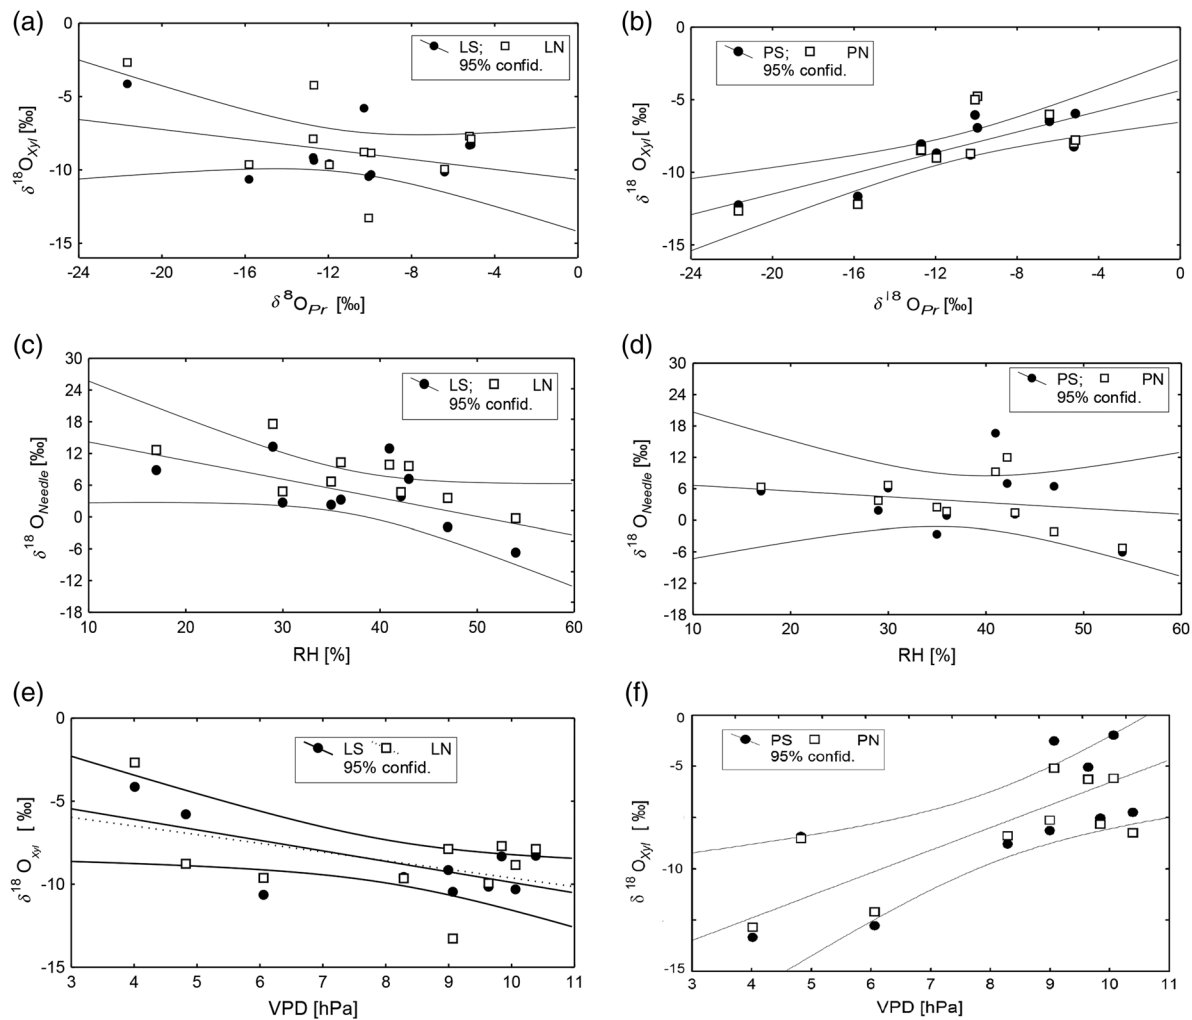 (a)
0
-5
-10
-15
δ18OXyl [‰]
LS; LN
95% confid.
-24 -20 -16 -12 -8 -4 0
δ8OPr [‰]
(b)
0
-5
-10
-15
δ18OXyl [ ‰]
PS; PN
95% confid.
-24 -20 -16 -12 -8 -4 0
δ18 OPr [‰]
(c)
30
24
18
12
6
0
-6
-12
-18
δ18 ONeedle [‰]
LS; LN
95% confid.
10 20 30 40 50 60
RH [%]
(d)
30
24
18
12
6
0
-6
-12
-18
δ18 ONeedle [‰]
PS; PN
95% confid.
10 20 30 40 50 60
RH [%]
(e)
0
-5
-10
-15
δ18 Oxyl [ ‰]
LS LN
95% confid.
3 4 5 6 7 8 9 10 11
VPD [hPa]
(f)
0
-5
-10
-15
δ 18 OXyl [ ‰]
PS PN
95% confid.
3 4 5 6 7 8 9 10 11
VPD [hPa]